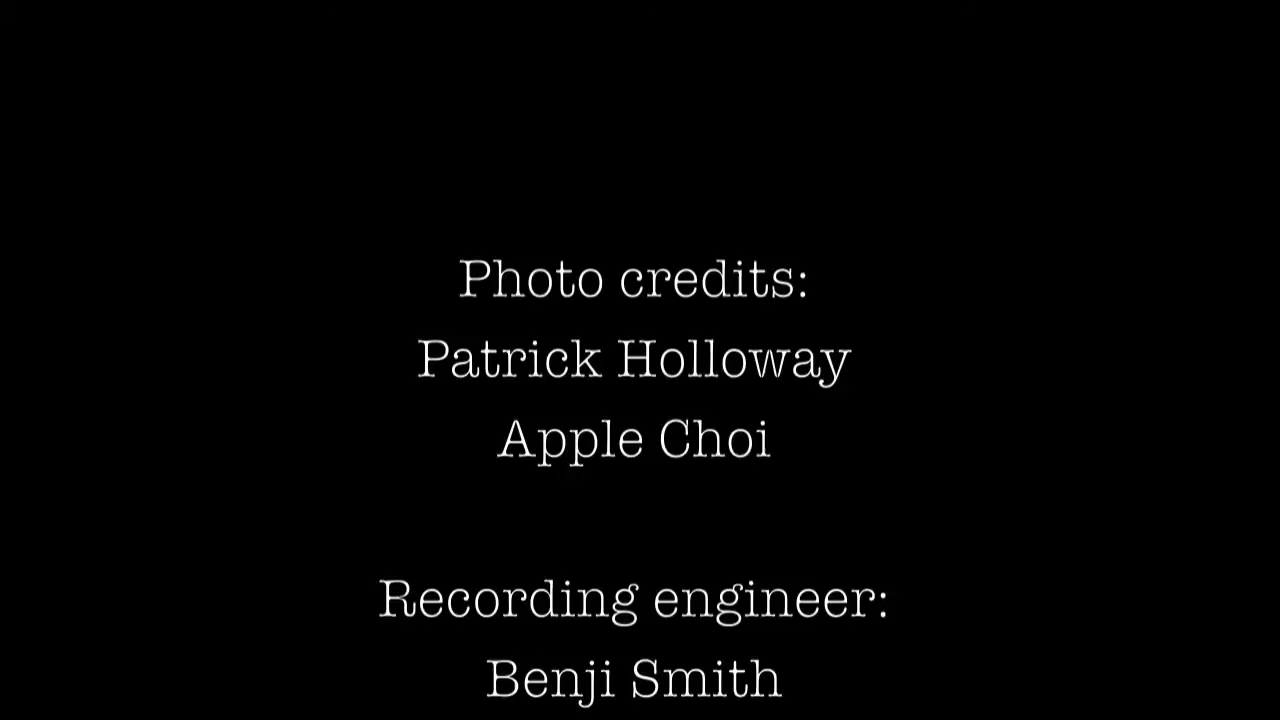 Photo credits:
Patrick Holloway
Apple Choi
Recording engineer:
Benji Smith